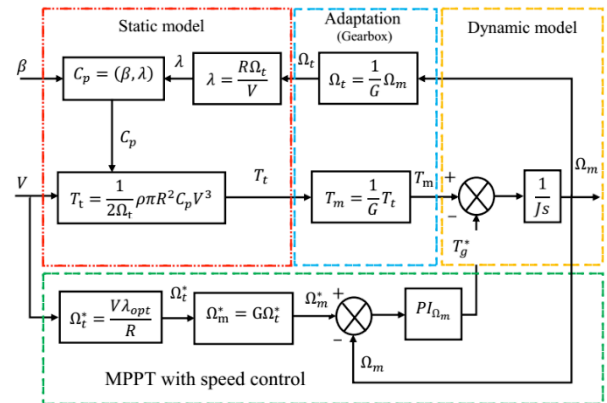 Static model
Adaptation
(Gearbox)
Dynamic model
β
C_p = (β, λ)
λ
λ = RΩ_t / V
Ω_t
Ω_t = 1/G Ω_m
C_p
V
T_t = 1/(2Ω_t) ρπR²C_pV³
T_t
T_m = 1/G T_t
T_m
+
−
1/Js
Ω_m
T_g*
Ω_t* = Vλ_opt / R
Ω_t*
Ω_m* = GΩ_t*
Ω_m*
+
−
PI_Ω_m
Ω_m
MPPT with speed control